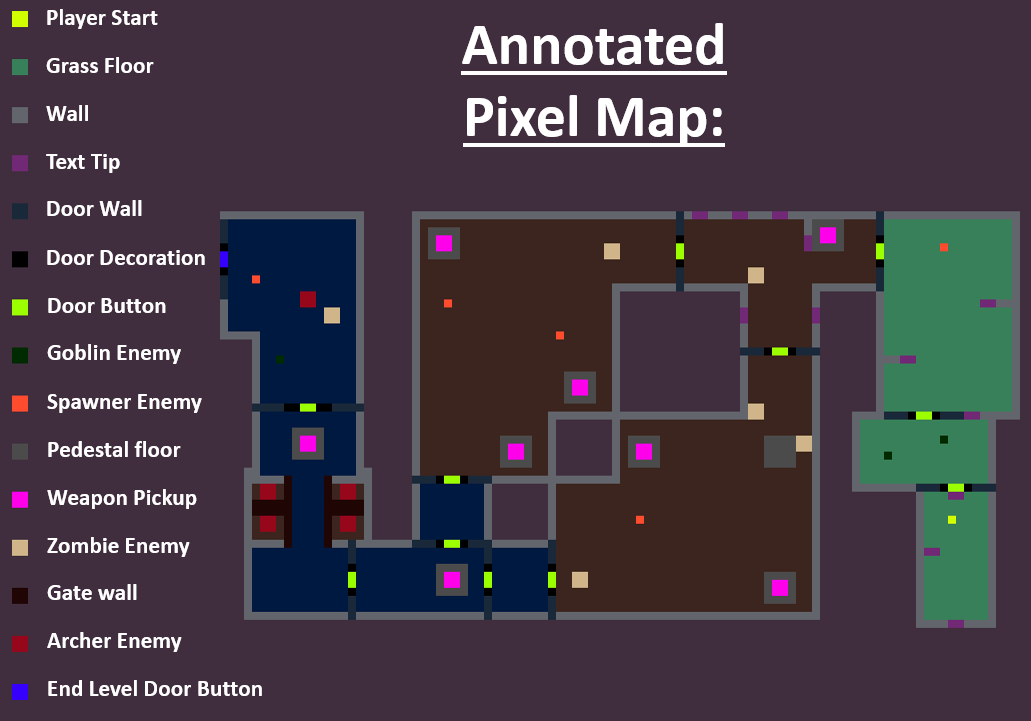 Annotated
Pixel Map:
Player Start
Grass Floor
Wall
Text Tip
Door Wall
Door Decoration
Door Button
Goblin Enemy
Spawner Enemy
Pedestal floor
Weapon Pickup
Zombie Enemy
Gate wall
Archer Enemy
End Level Door Button